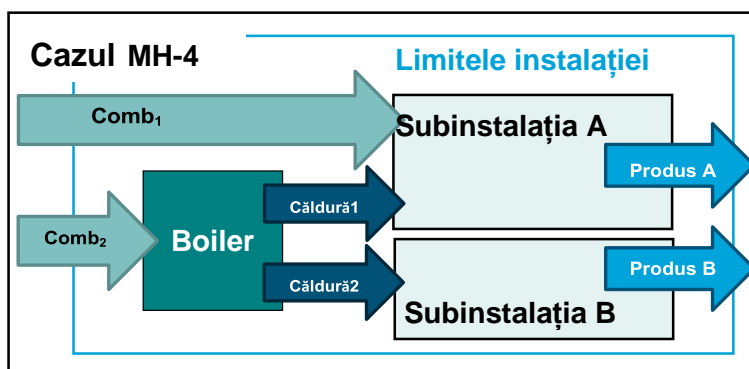 Cazul MH-4
Limitele instalației
Comb₁
Subinstalația A
Produs A
Căldură1
Boiler
Comb₂
Căldură2
Produs B
Subinstalația B